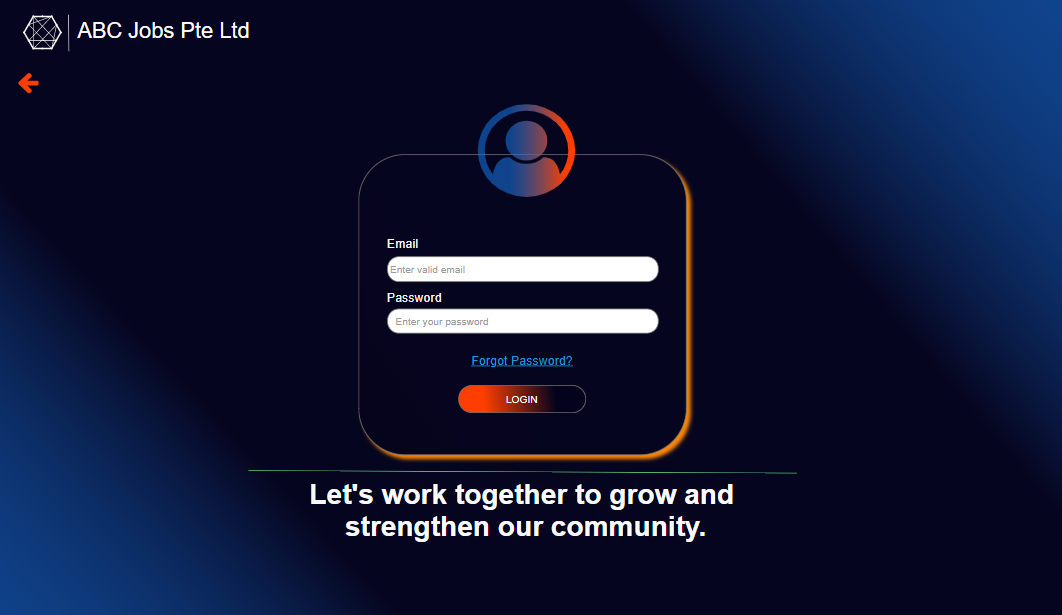 ABC Jobs Pte Ltd
Email
Enter valid email
Password
Enter your password
Forgot Password?
LOGIN
Let's work together to grow and
strengthen our community.